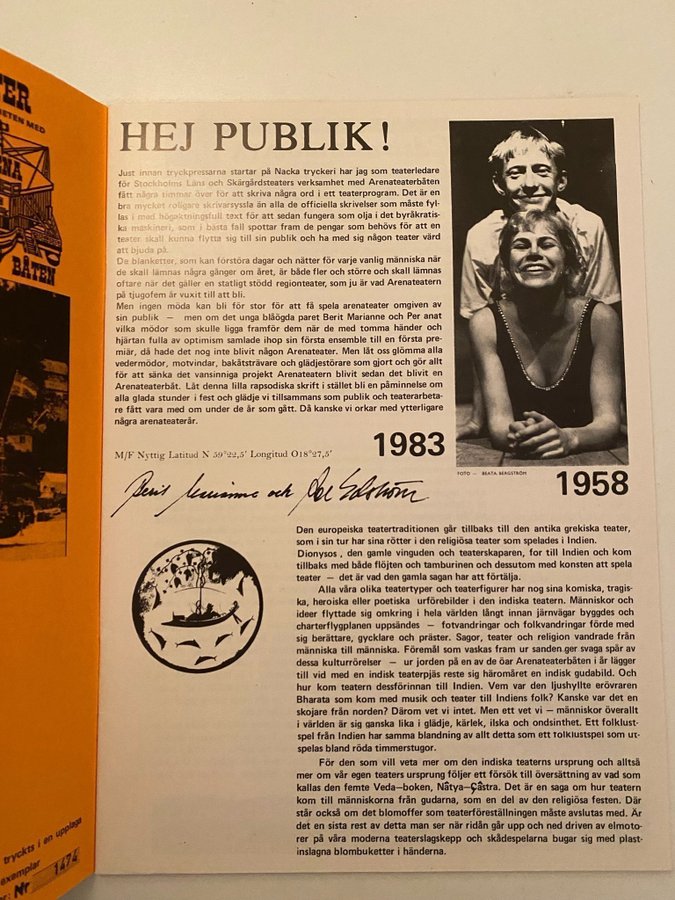 TER
HETEN MED
ENA
BÅTEN
tryckts i en upplaga
exemplar
er: Nr 1474
HEJ PUBLIK!
Just innan tryckpressarna startar på Nacka tryckeri har jag som teaterledare
för Stockholms Läns och Skärgårdsteaters verksamhet med Arenateaterbåten
fått några timmar över för att skriva några ord i ett teaterprogram. Det är en
bra mycket roligare skrivarsyssla än alla de officiella skrivelser som måste fyl-
las i med högaktningsfull text för att sedan fungera som olja i det byråkratis-
ka maskineri, som i bästa fall spottar fram de pengar som behövs för att en
teater skall kunna flytta sig till sin publik och ha med sig någon teater värd
att bjuda på.
De blanketter, som kan förstöra dagar och nätter för varje vanlig människa när
de skall lämnas några gånger om året, är både fler och större och skall lämnas
oftare när det gäller en statligt stödd regionteater, som ju är vad Arenateatern
på tjugofem år vuxit till att bli.
Men ingen möda kan bli för stor för att få spela arenateater omgiven av
sin publik — men om det unga blåögda paret Berit Marianne och Per anat
vilka mödor som skulle ligga framför dem när de med tomma händer och
hjärtan fulla av optimism samlade ihop sin första ensemble till en första pre-
miär, då hade det nog inte blivit någon Arenateater. Men låt oss glömma alla
vedermödor, motvindar, bakåtsträvare och glädjestörare som gjort och gör allt
för att sänka det vansinniga projekt Arenateatern blivit sedan det blivit en
Arenateaterbåt. Låt denna lilla rapsodiska skrift i stället bli en påminnelse om
alla glada stunder i fest och glädje vi tillsammans som publik och teaterarbeta-
re fått vara med om under de år som gått. Då kanske vi orkar med ytterligare
några arenateaterår.
1983
M/F Nyttig Latitud N 59°22,5' Longitud O18°27,5'
FOTO — BEATA BERGSTRÖM
1958
Berit Marianne och Per Edström
Den europeiska teatertraditionen går tillbaks till den antika grekiska teater,
som i sin tur har sina rötter i den religiösa teater som spelades i Indien.
Dionysos, den gamle vinguden och teaterskaparen, for till Indien och kom
tillbaks med både flöjten och tamburinen och dessutom med konsten att spela
teater — det är vad den gamla sagan har att förtälja.
Alla våra olika teatertyper och teaterfigurer har nog sina komiska, tragis-
ka, heroiska eller poetiska urförebilder i den indiska teatern. Människor och
ideer flyttade sig omkring i hela världen långt innan järnvägar byggdes och
charterflygplanen uppsändes — fotvandringar och folkvandringar förde med
sig berättare, gycklare och präster. Sagor, teater och religion vandrade från
människa till människa. Föremål som vaskas fram ur sanden ger svaga spår av
dessa kulturrörelser — ur jorden på en av de öar Arenateaterbåten i år lägger
till vid med en indisk teaterpjäs reste sig häromåret en indisk gudabild. Och
hur kom teatern dessförinnan till Indien. Vem var den ljushyllte erövraren
Bharata som kom med musik och teater till Indiens folk? Kanske var det en
skojare från norden? Därom vet vi intet. Men ett vet vi — människor överallt
i världen är sig ganska lika i glädje, kärlek, ilska och ondsinthet. Ett folklust-
spel från Indien har samma blandning av allt detta som ett folklustspel som ut-
spelas bland röda timmerstugor.
För den som vill veta mer om den indiska teaterns ursprung och alltså
mer om vår egen teaters ursprung följer ett försök till översättning av vad som
kallas den femte Veda—boken, Nâtya—Çâstra. Det är en saga om hur teatern
kom till människorna från gudarna, som en del av den religiösa festen. Där
står också om det blomoffer som teaterföreställningen måste avslutas med. Är
det en sista rest av detta man ser när ridån går upp och ned driven av elmoto-
rer på våra moderna teaterslagskepp och skådespelarna bugar sig med plast-
inslagna blombuketter i händerna.